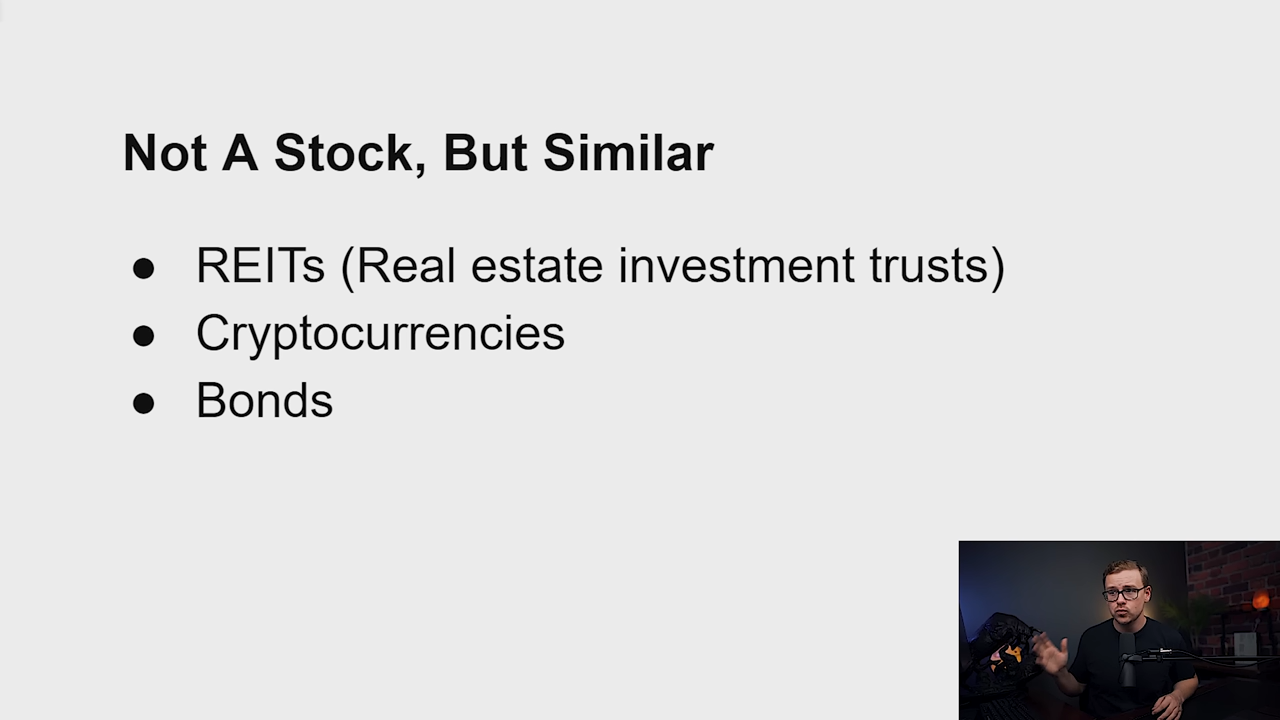 Not A Stock, But Similar
● REITs (Real estate investment trusts)
● Cryptocurrencies
● Bonds